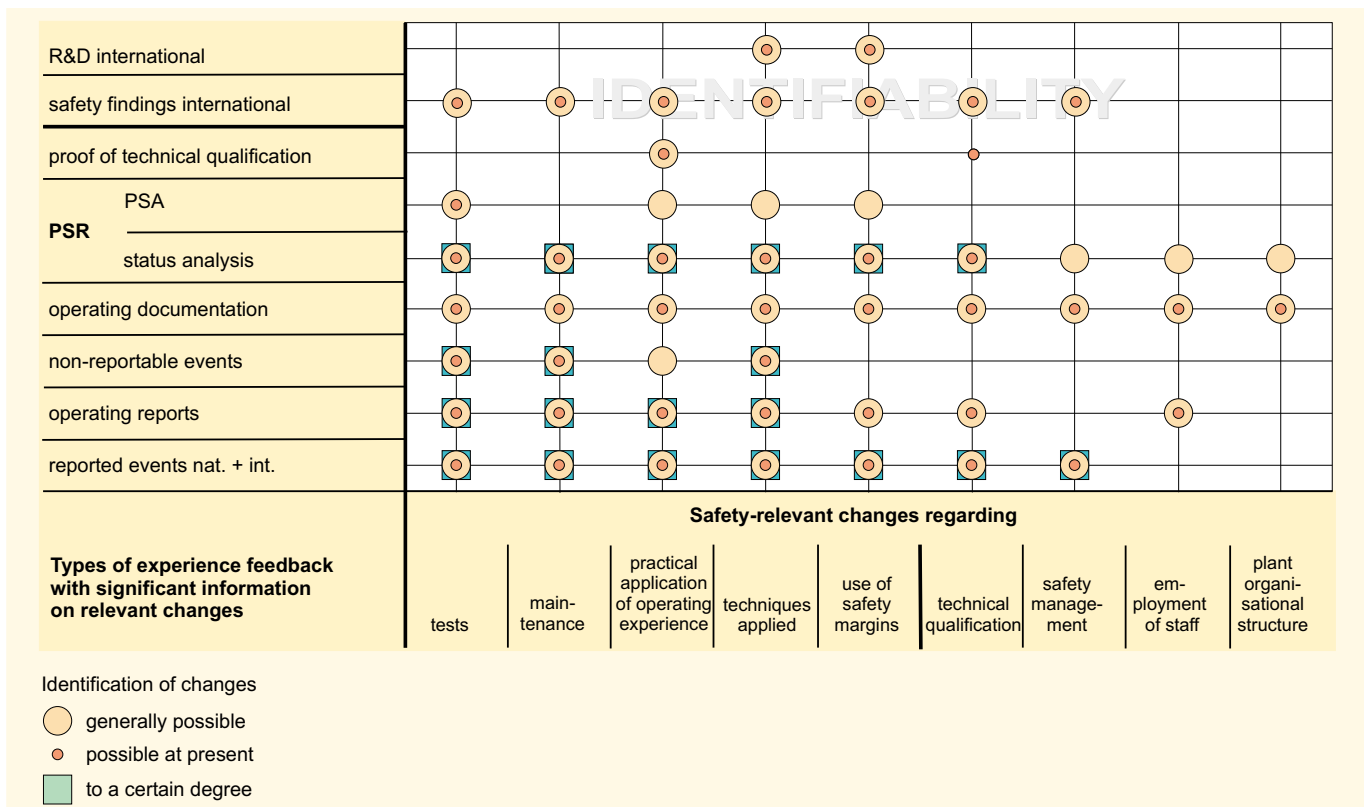 R&D international
IDENTIFIABILITY
safety findings international
proof of technical qualification
PSA
PSR
status analysis
operating documentation
non-reportable events
operating reports
reported events nat. + int.
Safety-relevant changes regarding
Types of experience feedback
with significant information
on relevant changes
tests
main-
tenance
practical
application
of operating
experience
techniques
applied
use of
safety
margins
technical
qualification
safety
manage-
ment
em-
ployment
of staff
plant
organi-
sational
structure
Identification of changes
generally possible
possible at present
to a certain degree